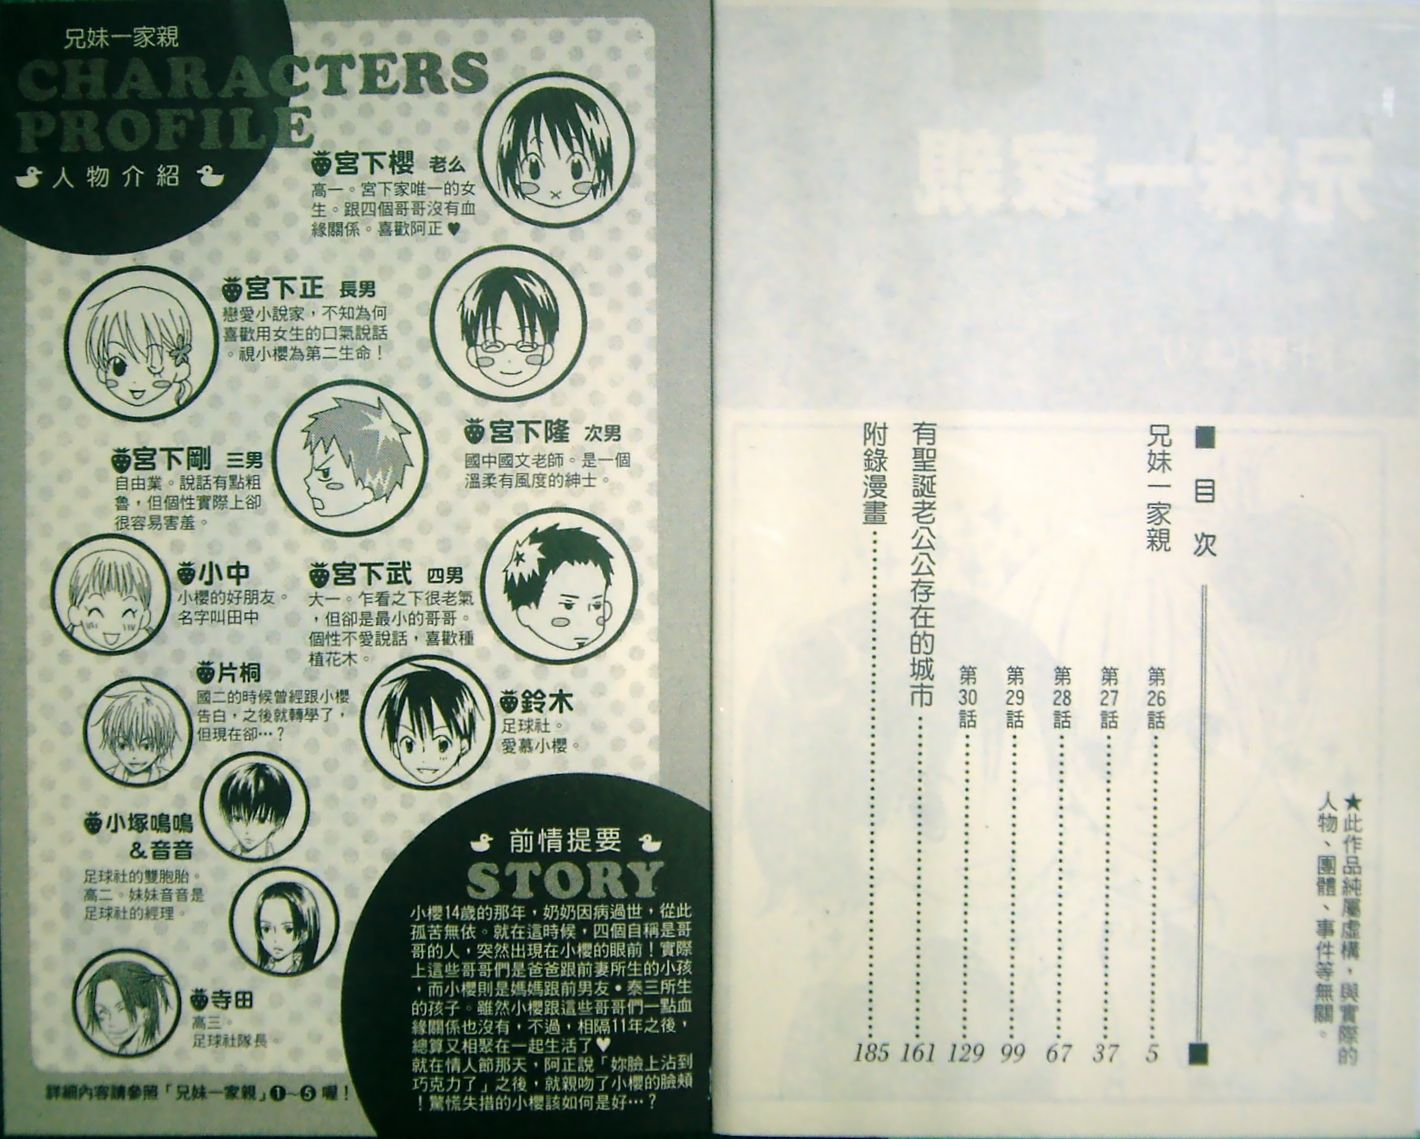 兄妹一家親
CHARACTERS
PROFILE
人物介紹
宮下櫻 老么
高一。宮下家唯一的女
生。跟四個哥哥沒有血
緣關係。喜歡阿正♥
宮下正 長男
戀愛小說家，不知為何
喜歡用女生的口氣說話
。視小櫻為第二生命！
宮下隆 次男
國中國文老師。是一個
溫柔有風度的紳士。
宮下剛 三男
自由業。說話有點粗
魯，但個性實際上卻
很容易害羞。
小中
小櫻的好朋友。
名字叫田中
宮下武 四男
大一。乍看之下很老氣
，但卻是最小的哥哥。
個性不愛說話，喜歡種
植花木。
片桐
國二的時候曾經跟小櫻
告白，之後就轉學了，
但現在卻…？
鈴木
足球社。
愛慕小櫻。
小塚鳴鳴
＆音音
足球社的雙胞胎。
高二。妹妹音音是
足球社的經理。
寺田
高三。
足球社隊長。
詳細內容請參照「兄妹一家親」❶～❺喔！
前情提要
STORY
小櫻14歲的那年，奶奶因病過世，從此
孤苦無依。就在這時候，四個自稱是哥
哥的人，突然出現在小櫻的眼前！實際
上這些哥哥們是爸爸跟前妻所生的小孩
，而小櫻則是媽媽跟前男友•泰三所生
的孩子。雖然小櫻跟這些哥哥們一點血
緣關係也沒有，不過，相隔11年之後，
總算又相聚在一起生活了♥
就在情人節那天，阿正說「妳臉上沾到
巧克力了」之後，就親吻了小櫻的臉頰
！驚慌失措的小櫻該如何是好…？
兄妹一家親
★此作品純屬虛構，與實際的
人物、團體、事件等無關。
■目次
兄妹一家親
第26話……5
第27話……37
第28話……67
第29話……99
第30話……129
有聖誕老公公存在的城市……161
附錄漫畫……185